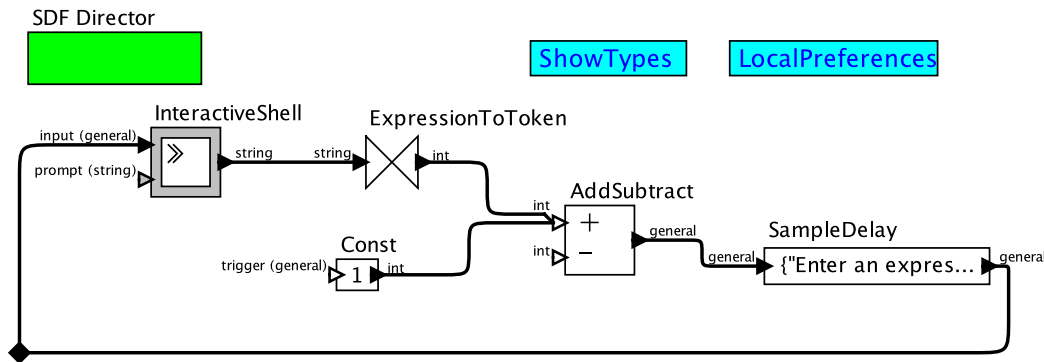 SDF Director
ShowTypes
LocalPreferences
InteractiveShell
ExpressionToToken
input (general)
string
string
int
prompt (string)
AddSubtract
int
+
general
SampleDelay
Const
trigger (general)
1
int
int
−
general
{"Enter an expres...
general